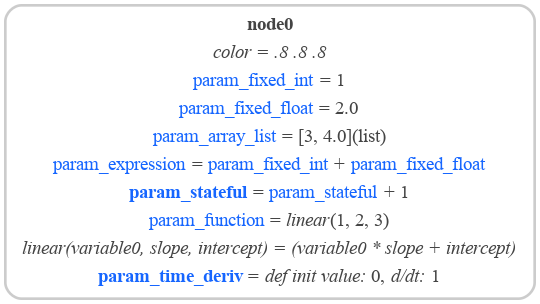 node0
color = .8 .8 .8
param_fixed_int = 1
param_fixed_float = 2.0
param_array_list = [3, 4.0](list)
param_expression = param_fixed_int + param_fixed_float
param_stateful = param_stateful + 1
param_function = linear(1, 2, 3)
linear(variable0, slope, intercept) = (variable0 * slope + intercept)
param_time_deriv = def init value: 0, d/dt: 1